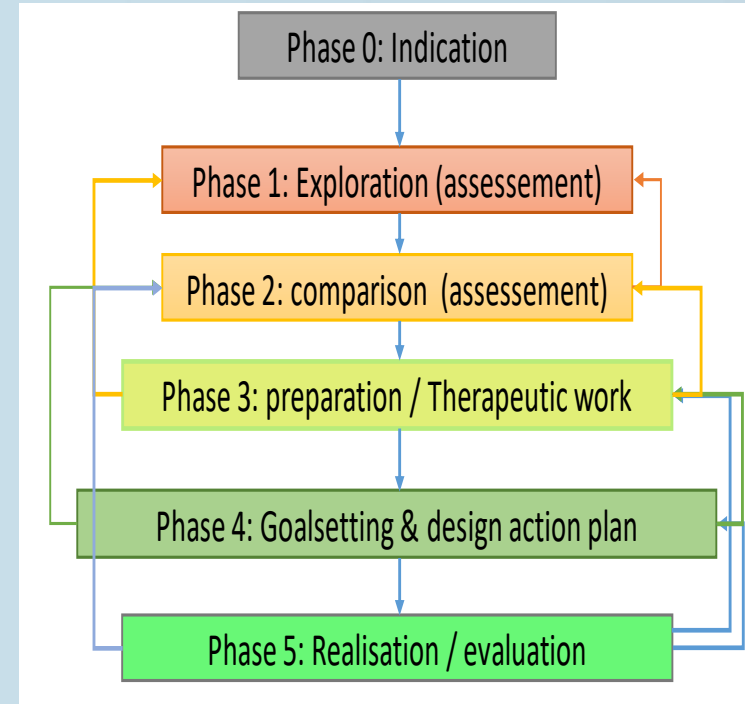 Phase 0: Indication
Phase 1: Exploration (assessement)
Phase 2: comparison (assessement)
Phase 3: preparation / Therapeutic work
Phase 4: Goalsetting & design action plan
Phase 5: Realisation / evaluation